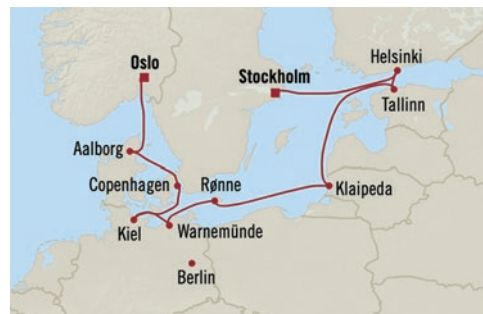 Helsinki
Oslo
Stockholm
Tallinn
Aalborg
Copenhagen
Rønne
Klaipeda
Kiel
Warnemünde
Berlin